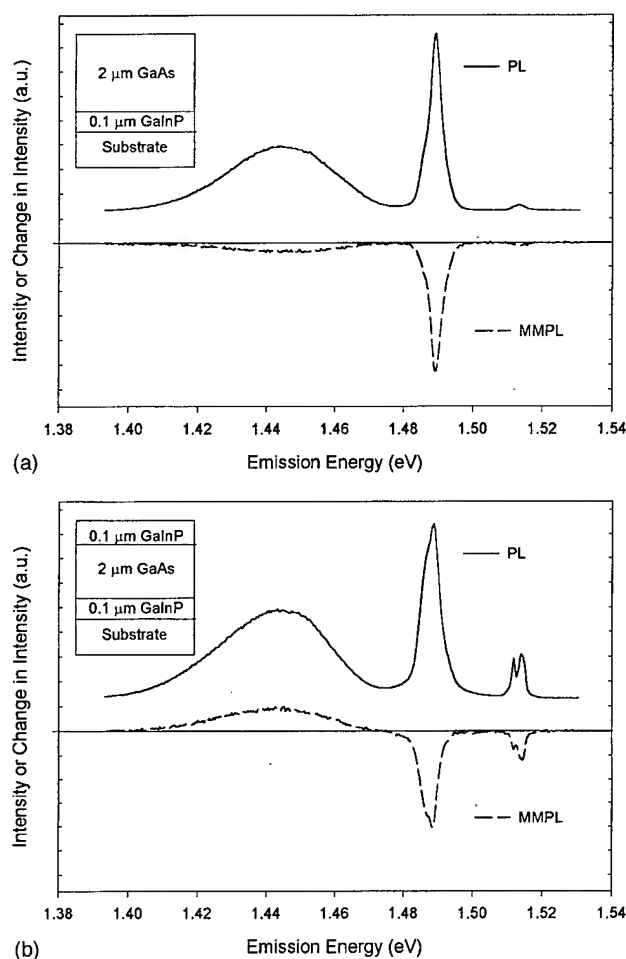 Intensity or Change in Intensity (a.u.)
2 μm GaAs
0.1 μm GaInP
Substrate
PL
MMPL
1.38 1.40 1.42 1.44 1.46 1.48 1.50 1.52 1.54
(a)
Emission Energy (eV)
Intensity or Change in Intensity (a.u.)
0.1 μm GaInP
2 μm GaAs
0.1 μm GaInP
Substrate
PL
MMPL
1.38 1.40 1.42 1.44 1.46 1.48 1.50 1.52 1.54
(b)
Emission Energy (eV)